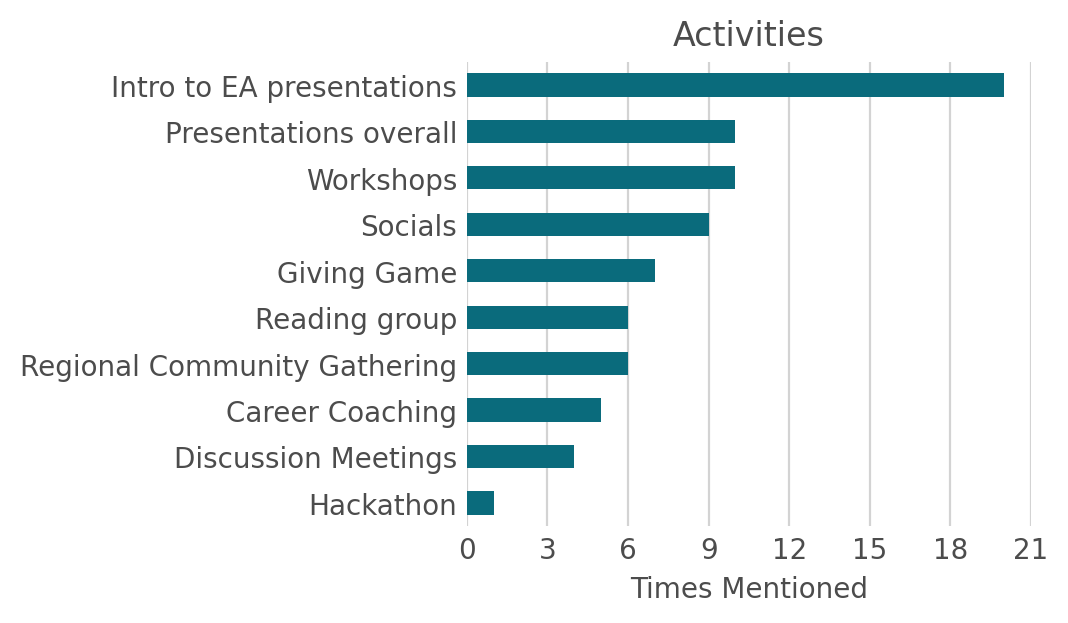 Activities
Intro to EA presentations
Presentations overall
Workshops
Socials
Giving Game
Reading group
Regional Community Gathering
Career Coaching
Discussion Meetings
Hackathon
0 3 6 9 12 15 18 21
Times Mentioned